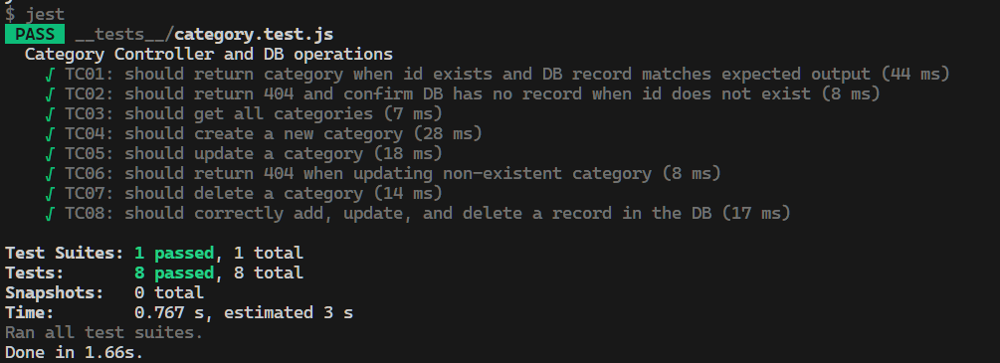 $ jest
PASS __tests__/category.test.js
Category Controller and DB operations
√ TC01: should return category when id exists and DB record matches expected output (44 ms)
√ TC02: should return 404 and confirm DB has no record when id does not exist (8 ms)
√ TC03: should get all categories (7 ms)
√ TC04: should create a new category (28 ms)
√ TC05: should update a category (18 ms)
√ TC06: should return 404 when updating non-existent category (8 ms)
√ TC07: should delete a category (14 ms)
√ TC08: should correctly add, update, and delete a record in the DB (17 ms)
Test Suites: 1 passed, 1 total
Tests: 8 passed, 8 total
Snapshots: 0 total
Time: 0.767 s, estimated 3 s
Ran all test suites.
Done in 1.66s.